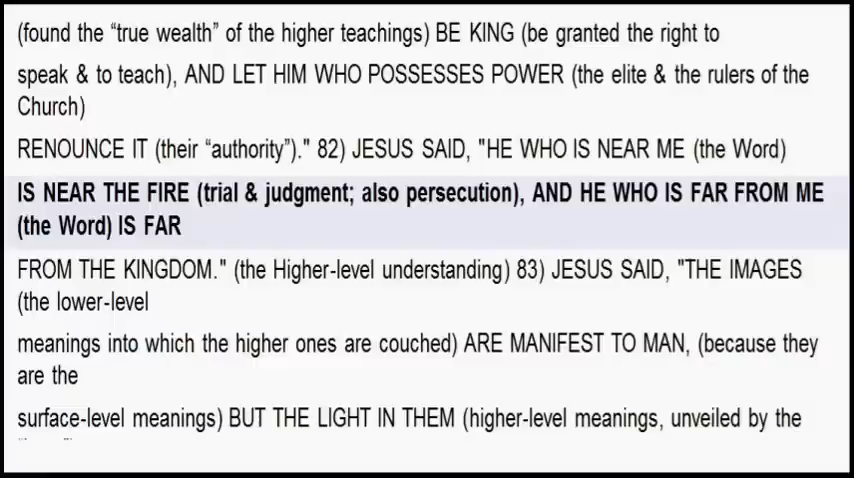 (found the “true wealth” of the higher teachings) BE KING (be granted the right to
speak & to teach), AND LET HIM WHO POSSESSES POWER (the elite & the rulers of the
Church)
RENOUNCE IT (their “authority”)." 82) JESUS SAID, "HE WHO IS NEAR ME (the Word)
IS NEAR THE FIRE (trial & judgment; also persecution), AND HE WHO IS FAR FROM ME
(the Word) IS FAR
FROM THE KINGDOM." (the Higher-level understanding) 83) JESUS SAID, "THE IMAGES
(the lower-level
meanings into which the higher ones are couched) ARE MANIFEST TO MAN, (because they
are the
surface-level meanings) BUT THE LIGHT IN THEM (higher-level meanings, unveiled by the